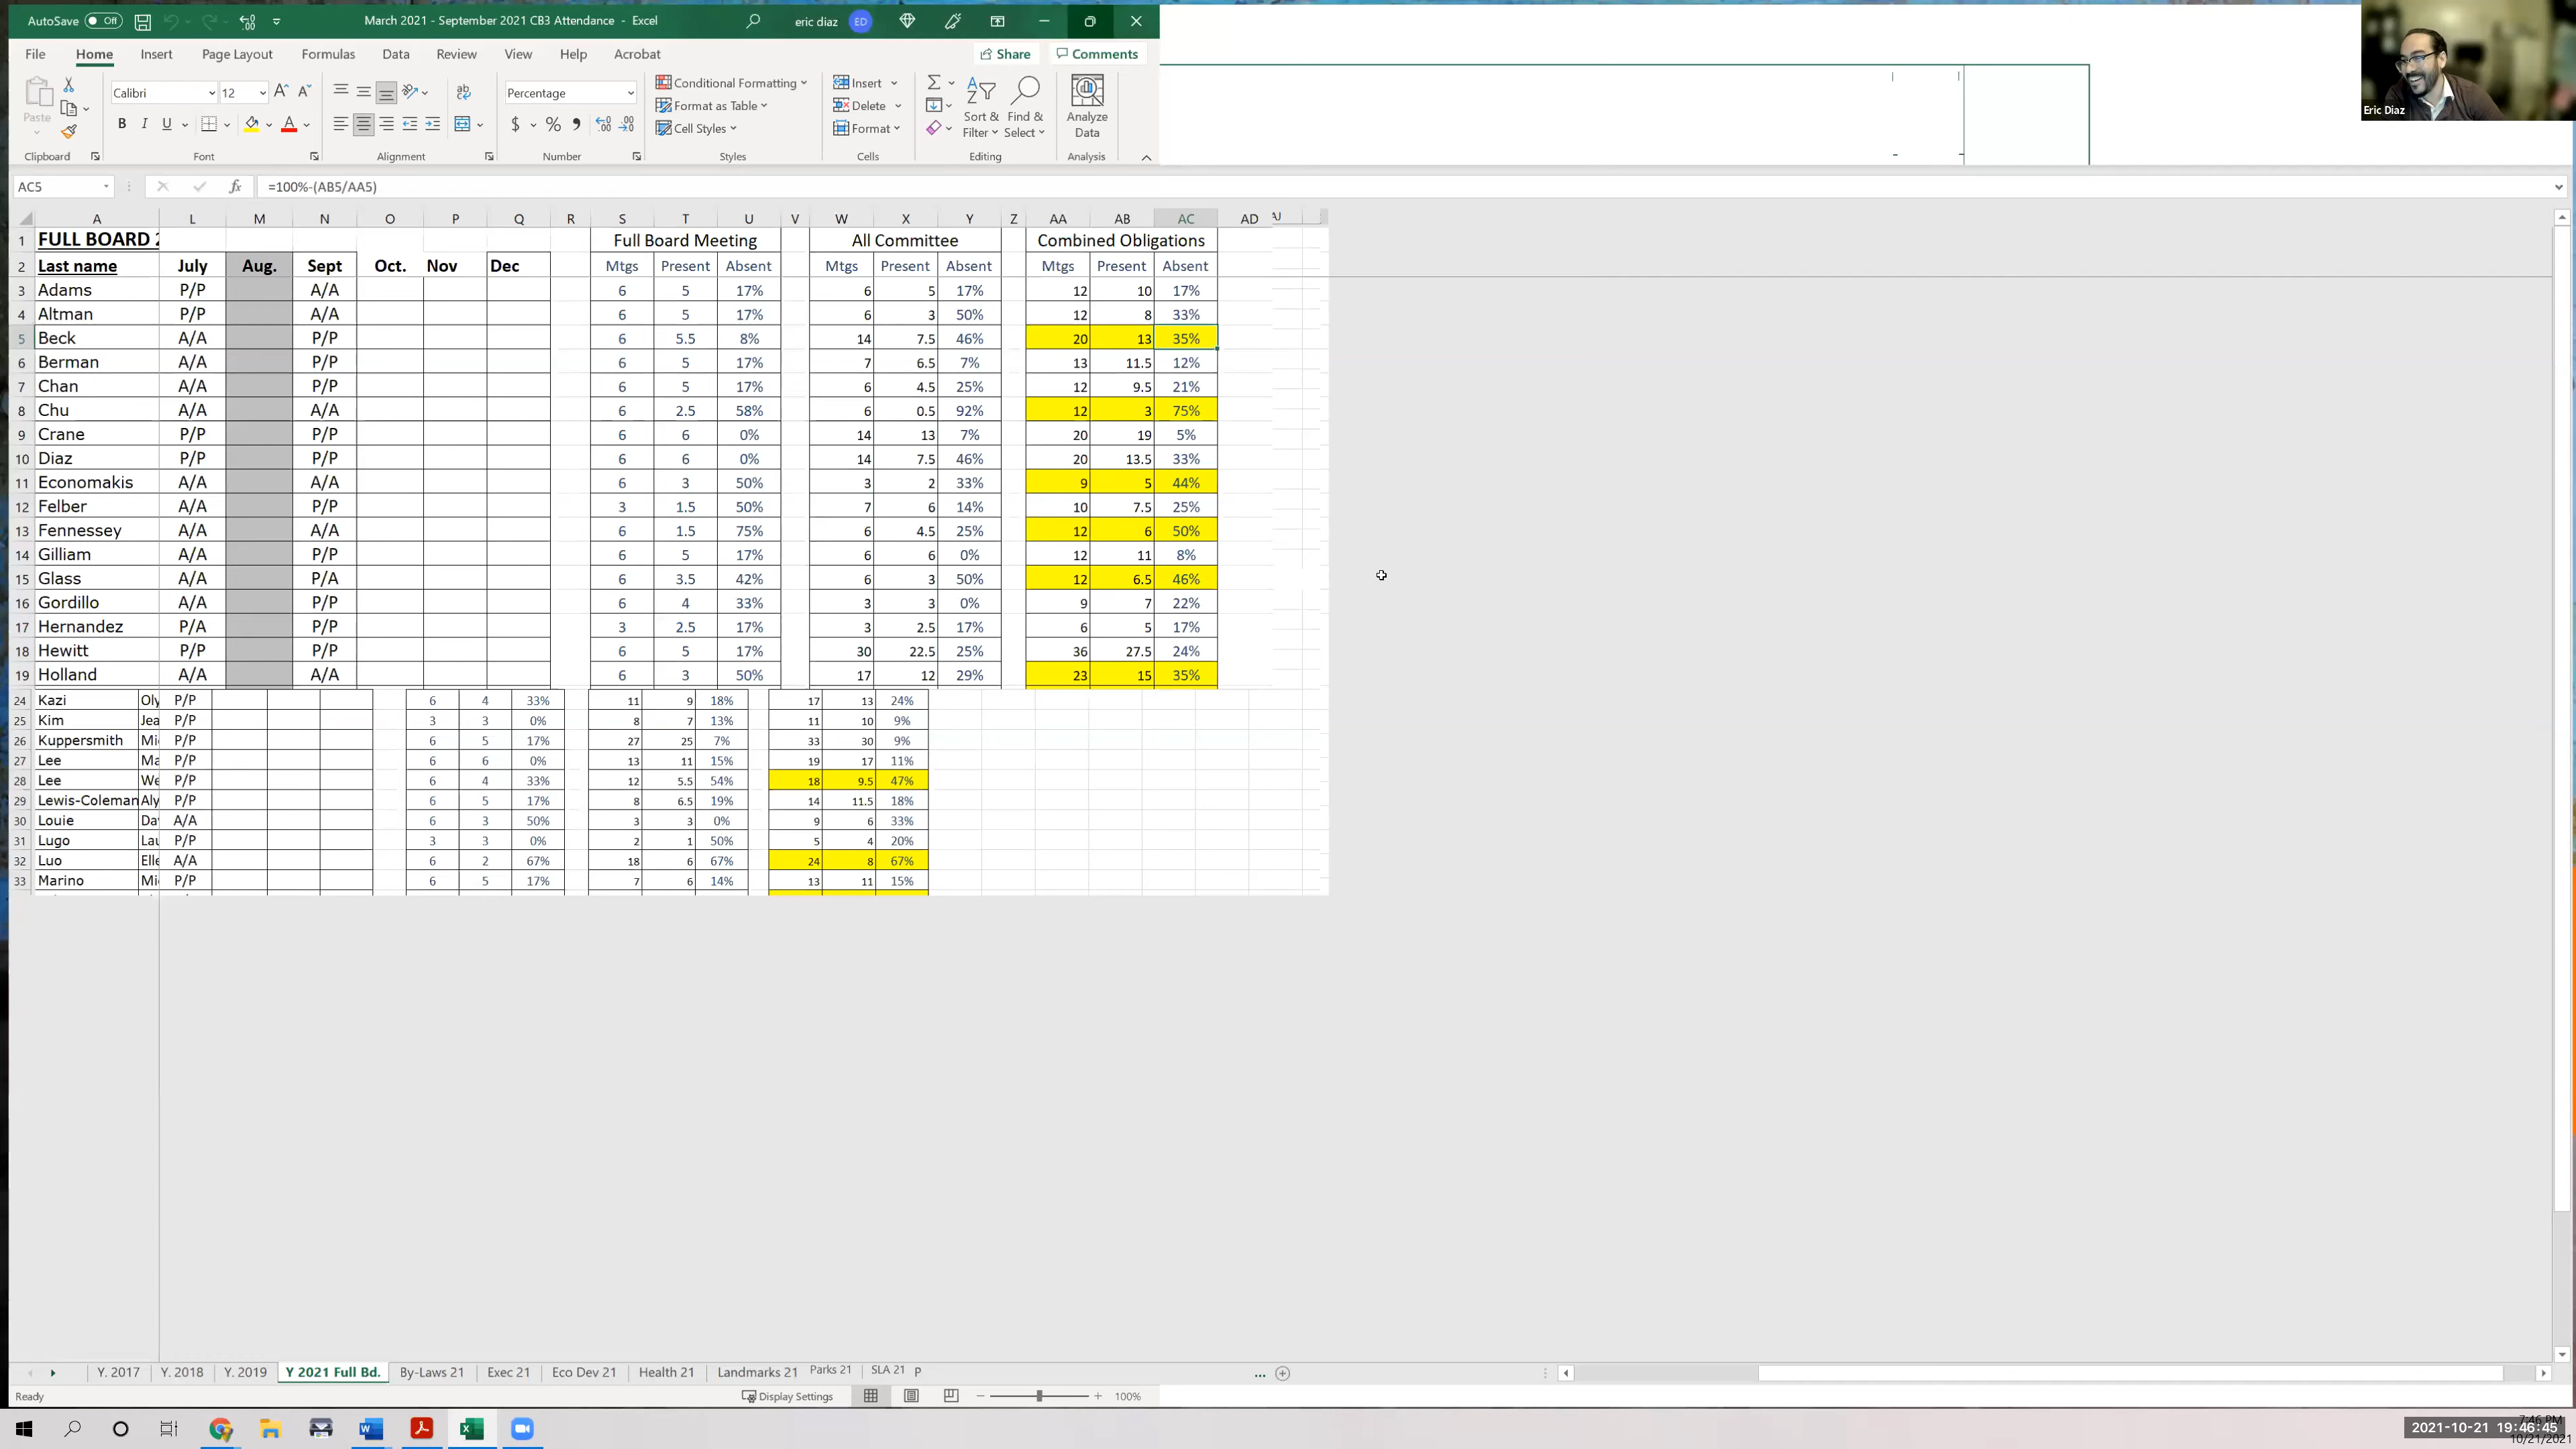 AutoSave Off March 2021 - September 2021 CB3 Attendance - Excel eric diaz ED
File Home Insert Page Layout Formulas Data Review View Help Acrobat Share Comments
Paste Calibri 12 Percentage Conditional Formatting Format as Table Cell Styles Insert Delete Format Sort & Filter Find & Select Analyze Data
Clipboard Font Alignment Number Styles Cells Editing Analysis
Eric Diaz
AC5 =100%-(AB5/AA5)
A L M N O P Q R S T U V W X Y Z AA AB AC AD AJ
1 FULL BOARD 2 Full Board Meeting All Committee Combined Obligations
2 Last name July Aug. Sept Oct. Nov Dec Mtgs Present Absent Mtgs Present Absent Mtgs Present Absent
3 Adams P/P A/A 6 5 17% 6 5 17% 12 10 17%
4 Altman P/P A/A 6 5 17% 6 3 50% 12 8 33%
5 Beck A/A P/P 6 5.5 8% 14 7.5 46% 20 13 35%
6 Berman A/A P/P 6 5 17% 7 6.5 7% 13 11.5 12%
7 Chan A/A P/P 6 5 17% 6 4.5 25% 12 9.5 21%
8 Chu A/A A/A 6 2.5 58% 6 0.5 92% 12 3 75%
9 Crane P/P P/P 6 6 0% 14 13 7% 20 19 5%
10 Diaz P/P P/P 6 6 0% 14 7.5 46% 20 13.5 33%
11 Economakis A/A A/A 6 3 50% 3 2 33% 9 5 44%
12 Felber A/A P/P 3 1.5 50% 7 6 14% 10 7.5 25%
13 Fennessey A/A A/A 6 1.5 75% 6 4.5 25% 12 6 50%
14 Gilliam A/A P/P 6 5 17% 6 6 0% 12 11 8%
15 Glass A/A P/A 6 3.5 42% 6 3 50% 12 6.5 46%
16 Gordillo A/A P/P 6 4 33% 3 3 0% 9 7 22%
17 Hernandez P/A P/P 3 2.5 17% 3 2.5 17% 6 5 17%
18 Hewitt P/P P/P 6 5 17% 30 22.5 25% 36 27.5 24%
19 Holland A/A A/A 6 3 50% 17 12 29% 23 15 35%
24 Kazi Oly P/P 6 4 33% 11 9 18% 17 13 24%
25 Kim Jea P/P 3 3 0% 8 7 13% 11 10 9%
26 Kuppersmith Mi P/P 6 5 17% 27 25 7% 33 30 9%
27 Lee Ma P/P 6 6 0% 13 11 15% 19 17 11%
28 Lee We P/P 6 4 33% 12 5.5 54% 18 9.5 47%
29 Lewis-Coleman Aly P/P 6 5 17% 8 6.5 19% 14 11.5 18%
30 Louie Da A/A 6 3 50% 3 3 0% 9 6 33%
31 Lugo Lau P/P 3 3 0% 2 1 50% 5 4 20%
32 Luo Elle A/A 6 2 67% 18 6 67% 24 8 67%
33 Marino Mi P/P 6 5 17% 7 6 14% 13 11 15%
Y. 2017 Y. 2018 Y. 2019 Y 2021 Full Bd. By-Laws 21 Exec 21 Eco Dev 21 Health 21 Landmarks 21 Parks 21 SLA 21 P ...
Ready Display Settings 100%
7:46 PM
2021-10-21 19:46:45
10/21/2021